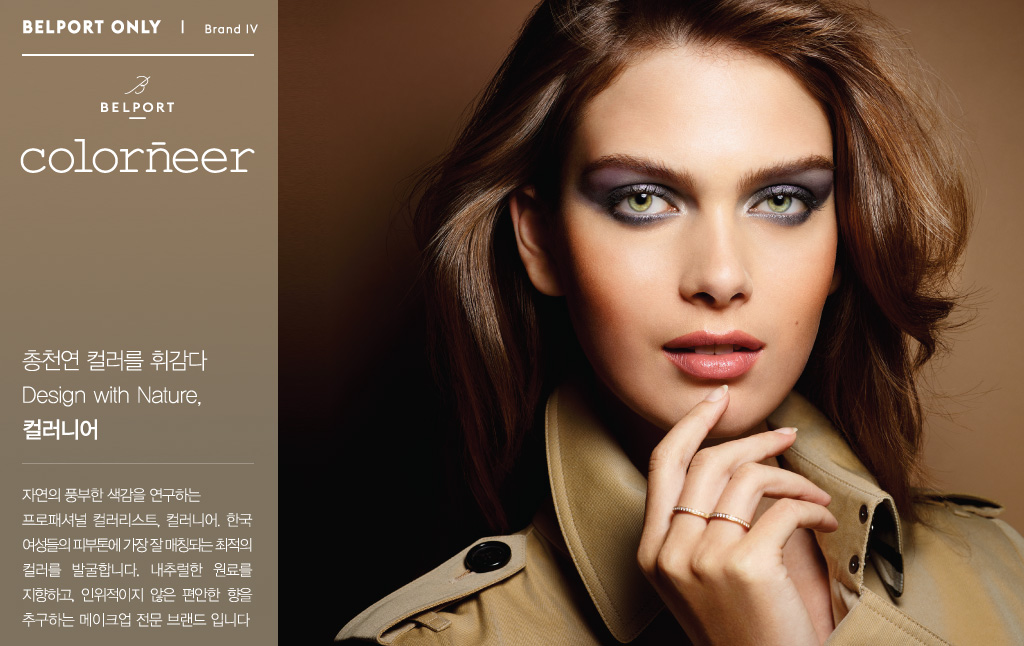 BELPORT ONLY | Brand IV
BELPORT
colorñeer
총천연 컬러를 휘감다
Design with Nature,
컬러니어
자연의 풍부한 색감을 연구하는
프로패셔널 컬러리스트, 컬러니어. 한국
여성들의 피부톤에 가장 잘 매칭되는 최적의
컬러를 발굴합니다. 내추럴한 원료를
지향하고, 인위적이지 않은 편안한 향을
추구하는 메이크업 전문 브랜드 입니다